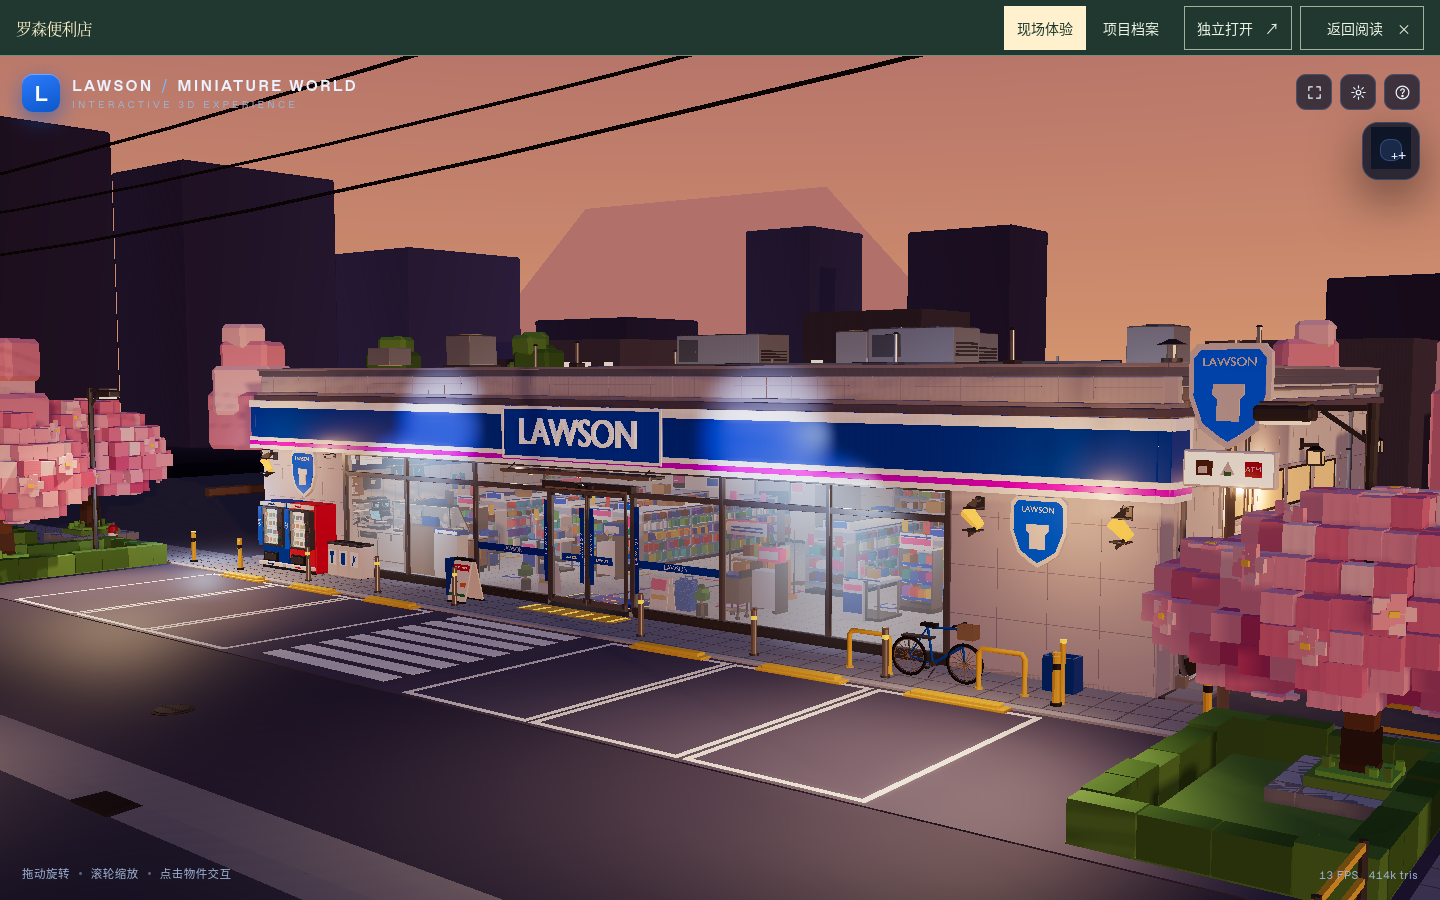 罗森便利店
现场体验
项目档案
独立打开 ↗
返回阅读 ×
L
LAWSON / MINIATURE WORLD
INTERACTIVE 3D EXPERIENCE
++
LAWSON
LAWSON
ATM
LAWSON
LAWSON
LAWSON
拖动旋转 • 滚轮缩放 • 点击物件交互
13 FPS 414k tris